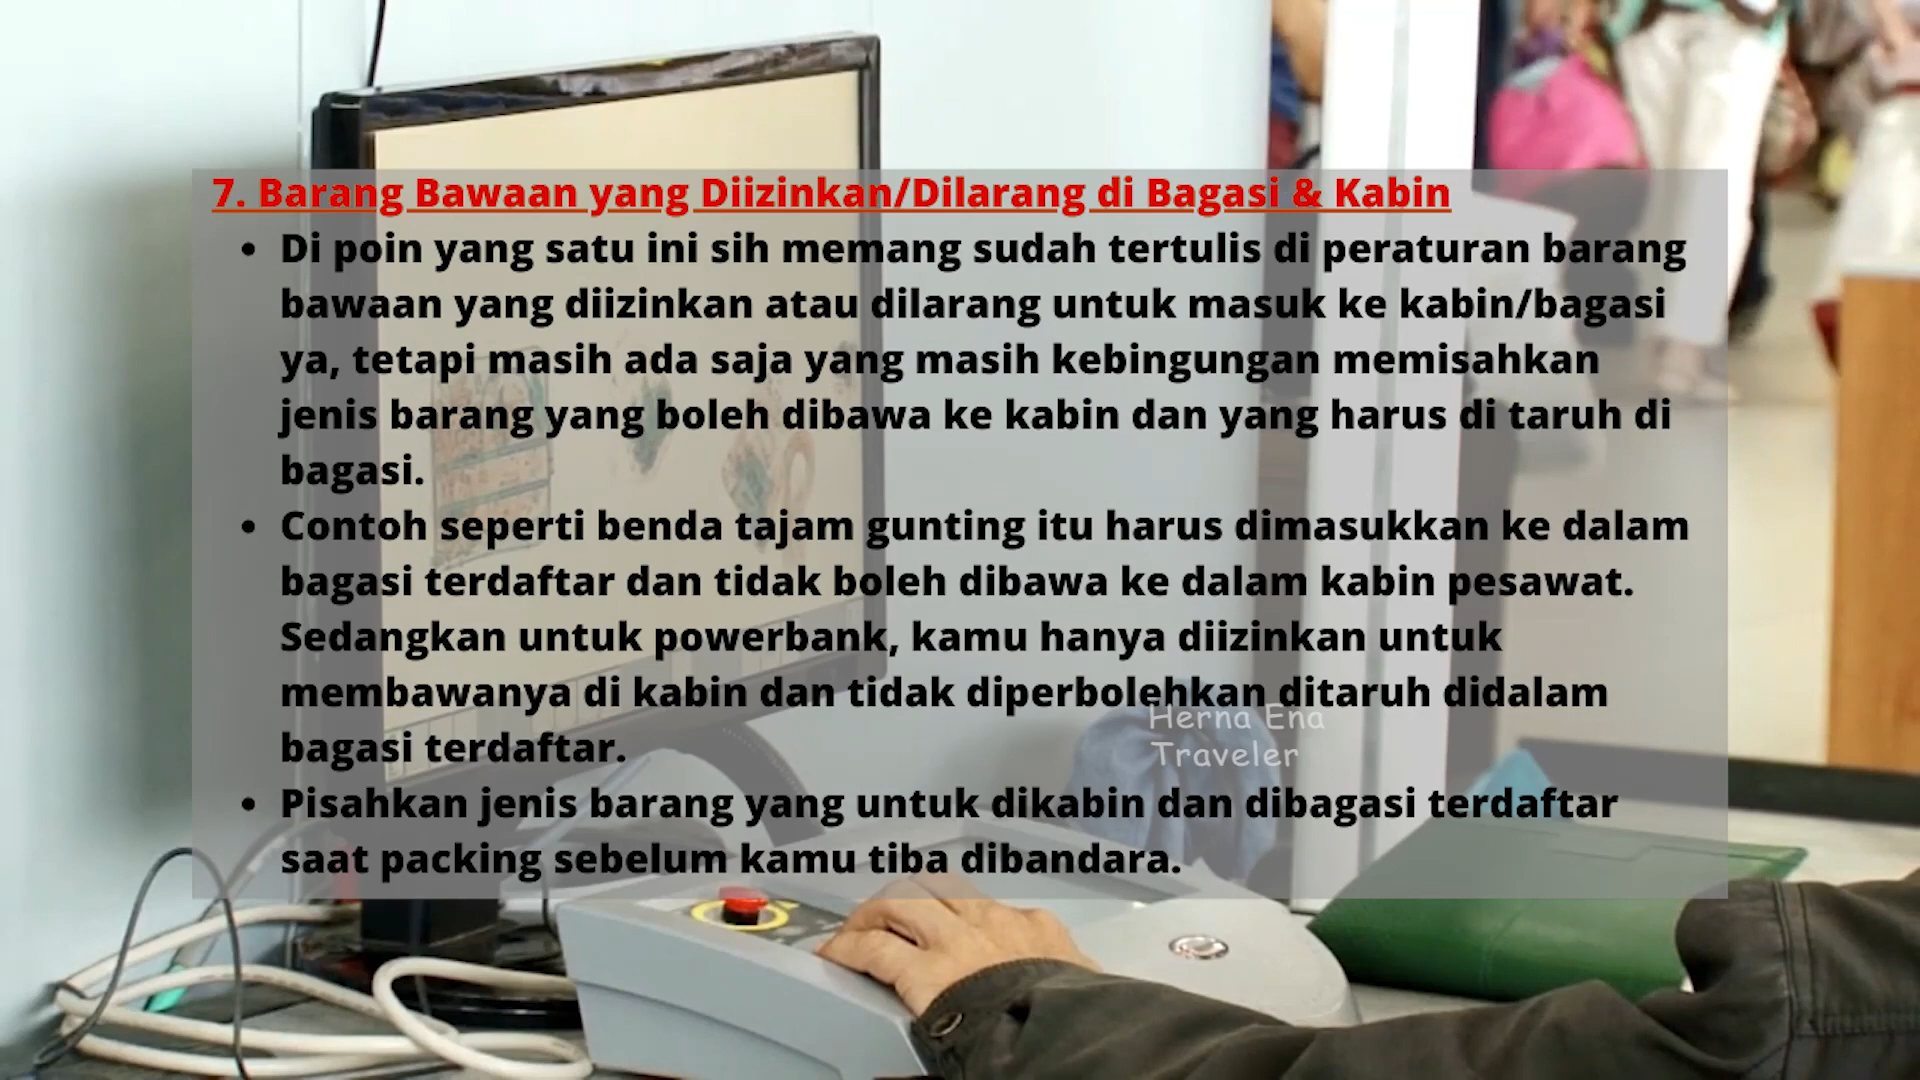 7. Barang Bawaan yang Diizinkan/Dilarang di Bagasi & Kabin
• Di poin yang satu ini sih memang sudah tertulis di peraturan barang
bawaan yang diizinkan atau dilarang untuk masuk ke kabin/bagasi
ya, tetapi masih ada saja yang masih kebingungan memisahkan
jenis barang yang boleh dibawa ke kabin dan yang harus di taruh di
bagasi.
• Contoh seperti benda tajam gunting itu harus dimasukkan ke dalam
bagasi terdaftar dan tidak boleh dibawa ke dalam kabin pesawat.
Sedangkan untuk powerbank, kamu hanya diizinkan untuk
membawanya di kabin dan tidak diperbolehkan ditaruh didalam
bagasi terdaftar.
Herna Ena
Traveler
• Pisahkan jenis barang yang untuk dikabin dan dibagasi terdaftar
saat packing sebelum kamu tiba dibandara.